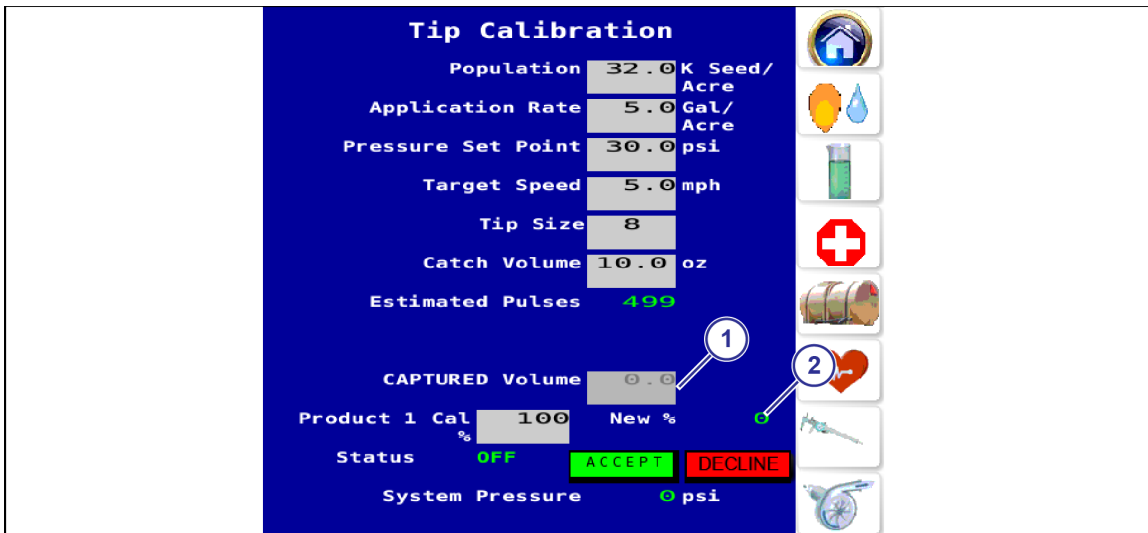 Tip Calibration
Population 32.0 K Seed/
Acre
Application Rate 5.0 Gal/
Acre
Pressure Set Point 30.0 psi
Target Speed 5.0 mph
Tip Size 8
Catch Volume 10.0 oz
Estimated Pulses 499
1
2
CAPTURED Volume 0.0
Product 1 Cal 100 New % 0
%
Status OFF ACCEPT DECLINE
System Pressure 0 psi